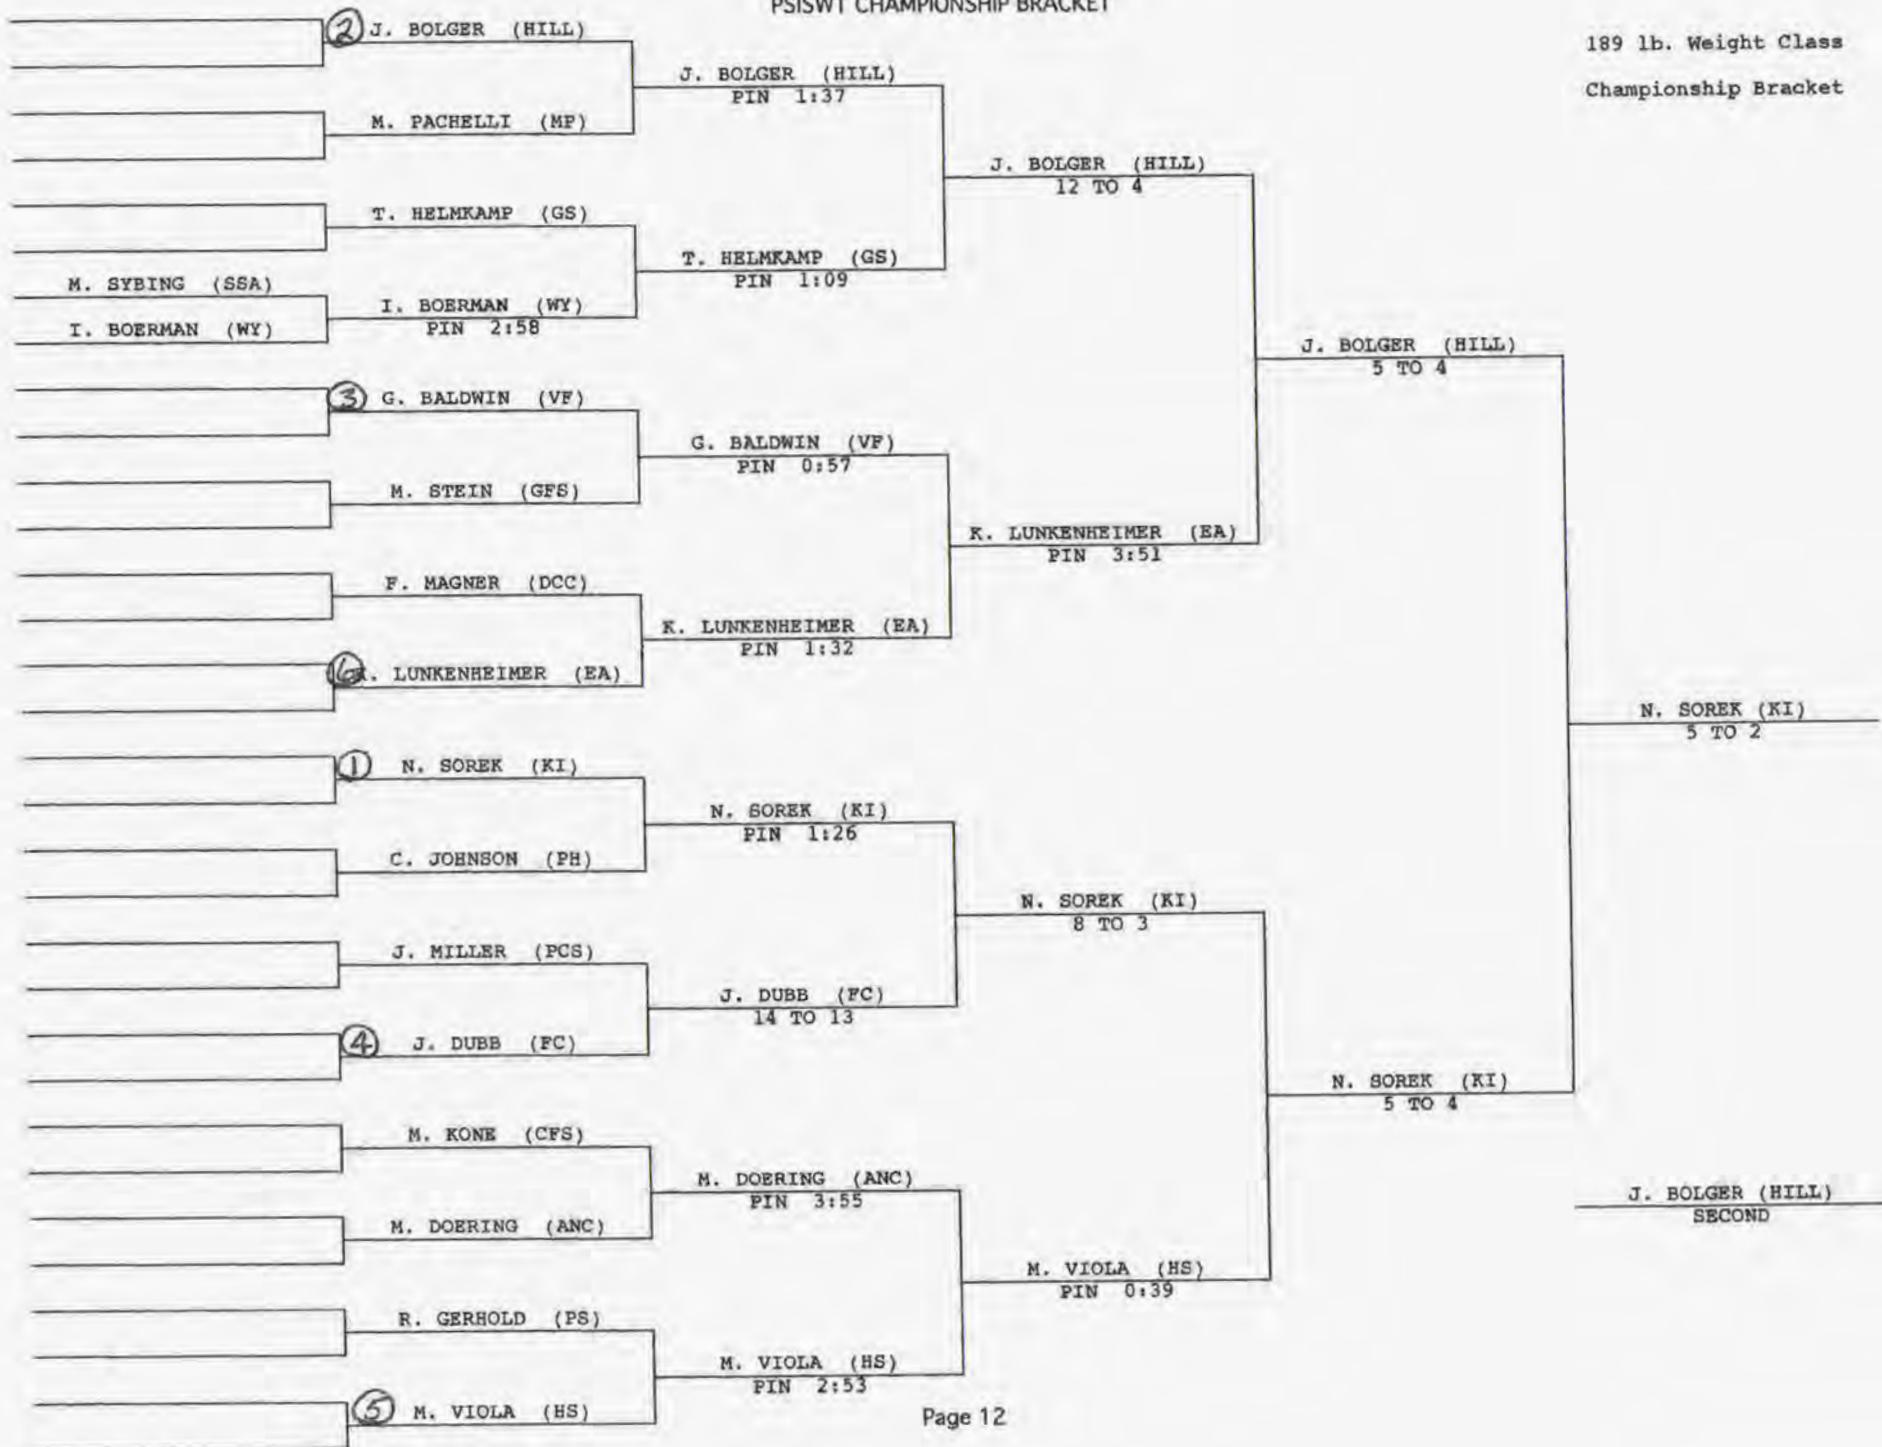 PSISWT CHAMPIONSHIP BRACKET
189 lb. Weight Class
Championship Bracket
② J. BOLGER (HILL)
M. PACHELLI (MP)
T. HELMKAMP (GS)
M. SYBING (SSA)
I. BOERMAN (WY)
I. BOERMAN (WY)
PIN 2:58
③ G. BALDWIN (VF)
M. STEIN (GFS)
F. MAGNER (DCC)
⑥ LUNKENHEIMER (EA)
① N. SOREK (KI)
C. JOHNSON (PH)
J. MILLER (PCS)
④ J. DUBB (FC)
M. KONE (CFS)
M. DOERING (ANC)
R. GERHOLD (PS)
⑤ M. VIOLA (HS)
J. BOLGER (HILL)
PIN 1:37
T. HELMKAMP (GS)
PIN 1:09
G. BALDWIN (VF)
PIN 0:57
K. LUNKENHEIMER (EA)
PIN 1:32
N. SOREK (KI)
PIN 1:26
J. DUBB (FC)
14 TO 13
M. DOERING (ANC)
PIN 3:55
M. VIOLA (HS)
PIN 2:53
J. BOLGER (HILL)
12 TO 4
K. LUNKENHEIMER (EA)
PIN 3:51
N. SOREK (KI)
8 TO 3
M. VIOLA (HS)
PIN 0:39
J. BOLGER (HILL)
5 TO 4
N. SOREK (KI)
5 TO 4
N. SOREK (KI)
5 TO 2
J. BOLGER (HILL)
SECOND
Page 12